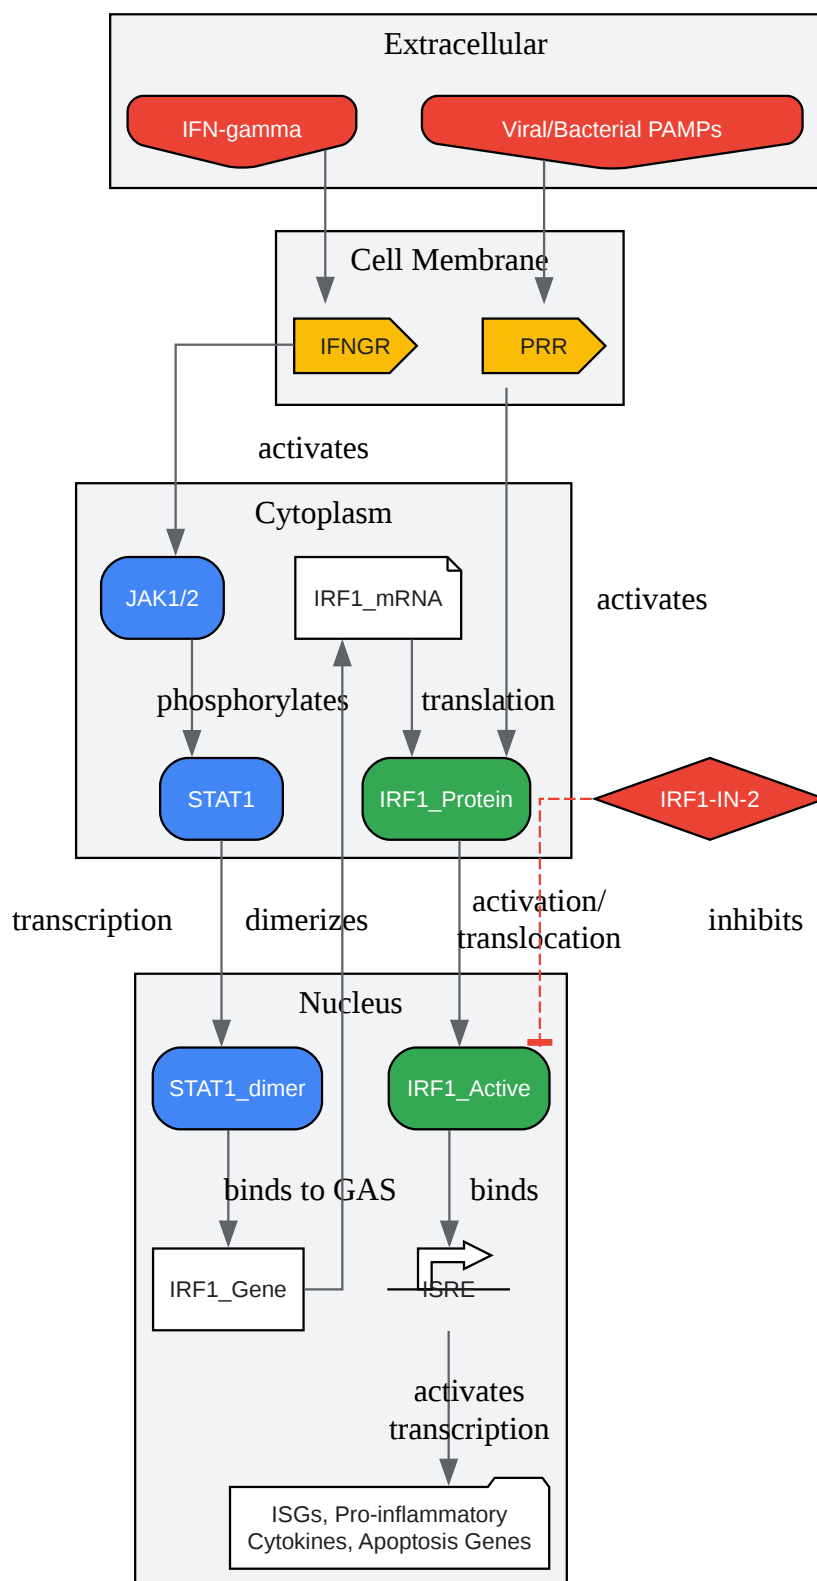 Extracellular
IFN-gamma
Viral/Bacterial PAMPs
Cell Membrane
IFNGR
PRR
activates
Cytoplasm
JAK1/2
IRF1_mRNA
activates
phosphorylates
translation
STAT1
IRF1_Protein
IRF1-IN-2
transcription
dimerizes
activation/
translocation
inhibits
Nucleus
STAT1_dimer
IRF1_Active
binds to GAS
binds
IRF1_Gene
ISRE
activates
transcription
ISGs, Pro-inflammatory
Cytokines, Apoptosis Genes